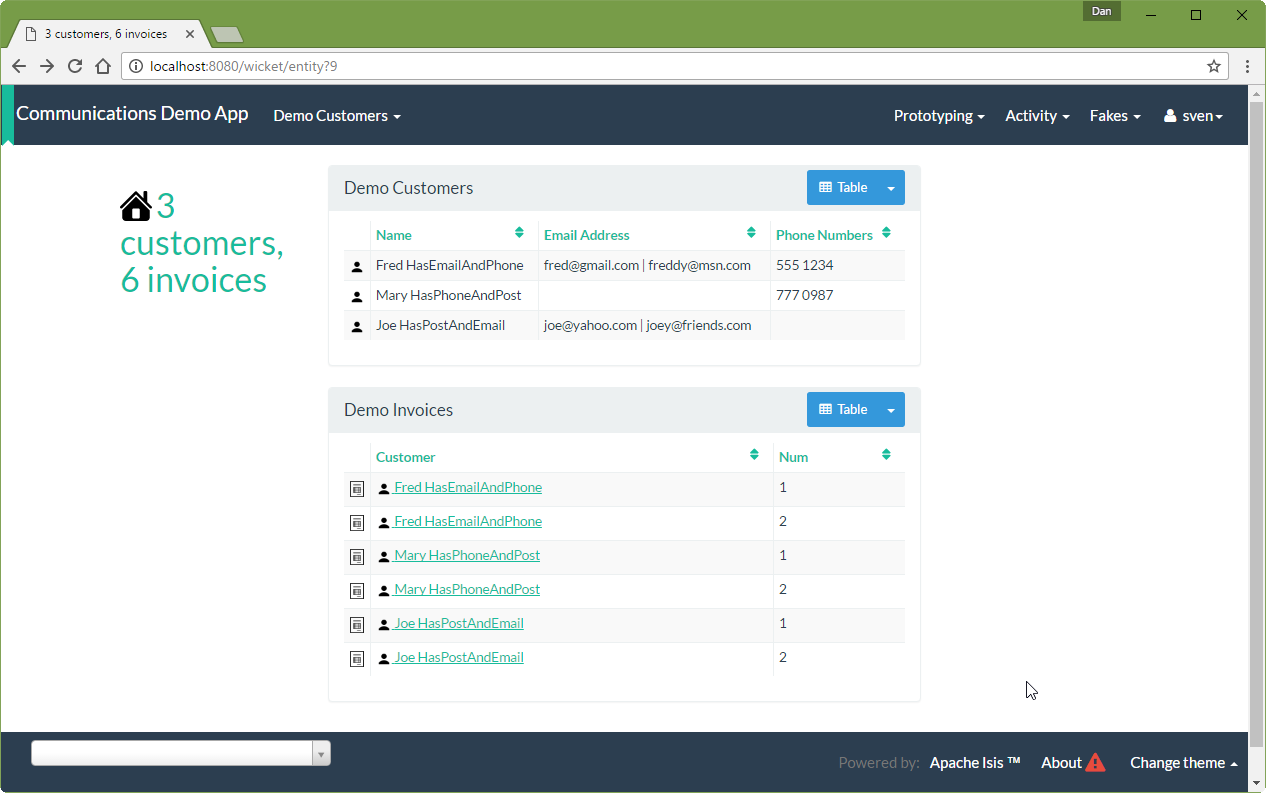 Dan
3 customers, 6 invoices
localhost:8080/wicket/entity?9
Communications Demo App Demo Customers Prototyping Activity Fakes sven
3
customers,
6 invoices
Demo Customers Table
Name Email Address Phone Numbers
Fred HasEmailAndPhone fred@gmail.com | freddy@msn.com 555 1234
Mary HasPhoneAndPost 777 0987
Joe HasPostAndEmail joe@yahoo.com | joey@friends.com
Demo Invoices Table
Customer Num
Fred HasEmailAndPhone 1
Fred HasEmailAndPhone 2
Mary HasPhoneAndPost 1
Mary HasPhoneAndPost 2
Joe HasPostAndEmail 1
Joe HasPostAndEmail 2
Powered by: Apache Isis ™ About Change theme